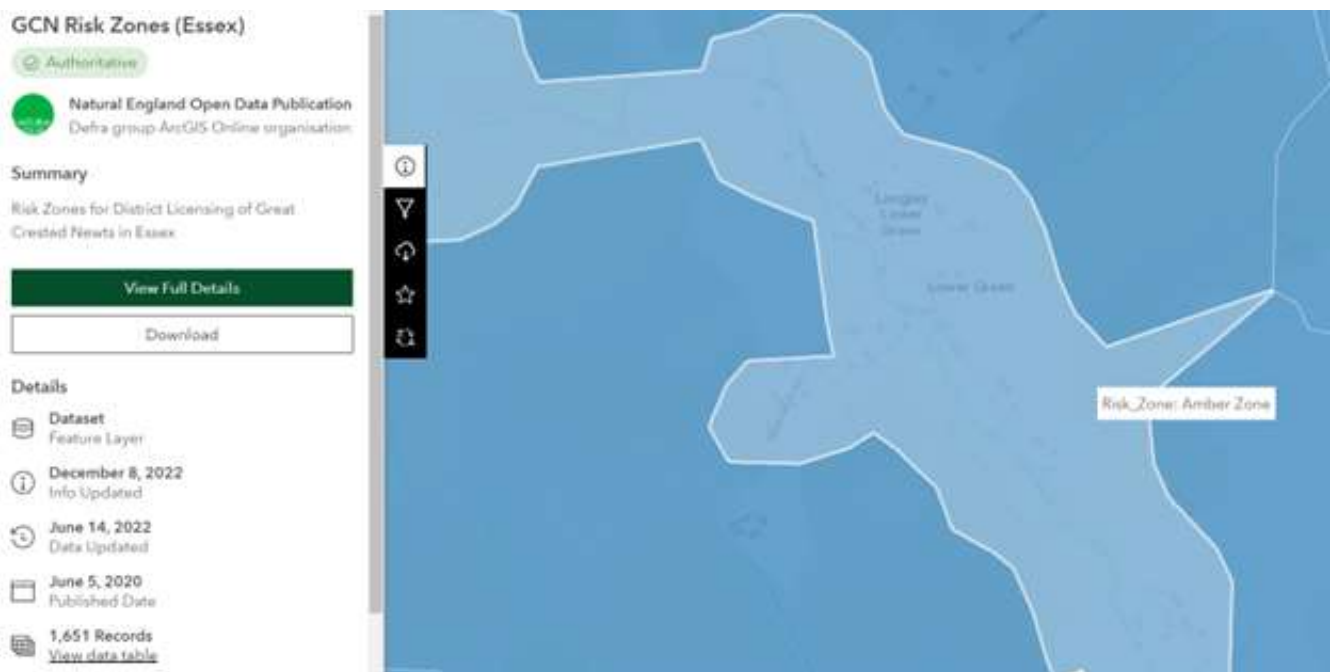 GCN Risk Zones (Essex)
Authoritative
Natural England Open Data Publication
Defra group ArcGIS Online organisation
Summary
Risk Zones for District Licensing of Great
Crested Newts in Essex
View Full Details
Download
Details
Dataset
Feature Layer
December 8, 2022
Info Updated
June 14, 2022
Data Updated
June 5, 2020
Published Date
1,651 Records
View data table
Langley
Lower
Green
Lower Green
Risk_Zone: Amber Zone